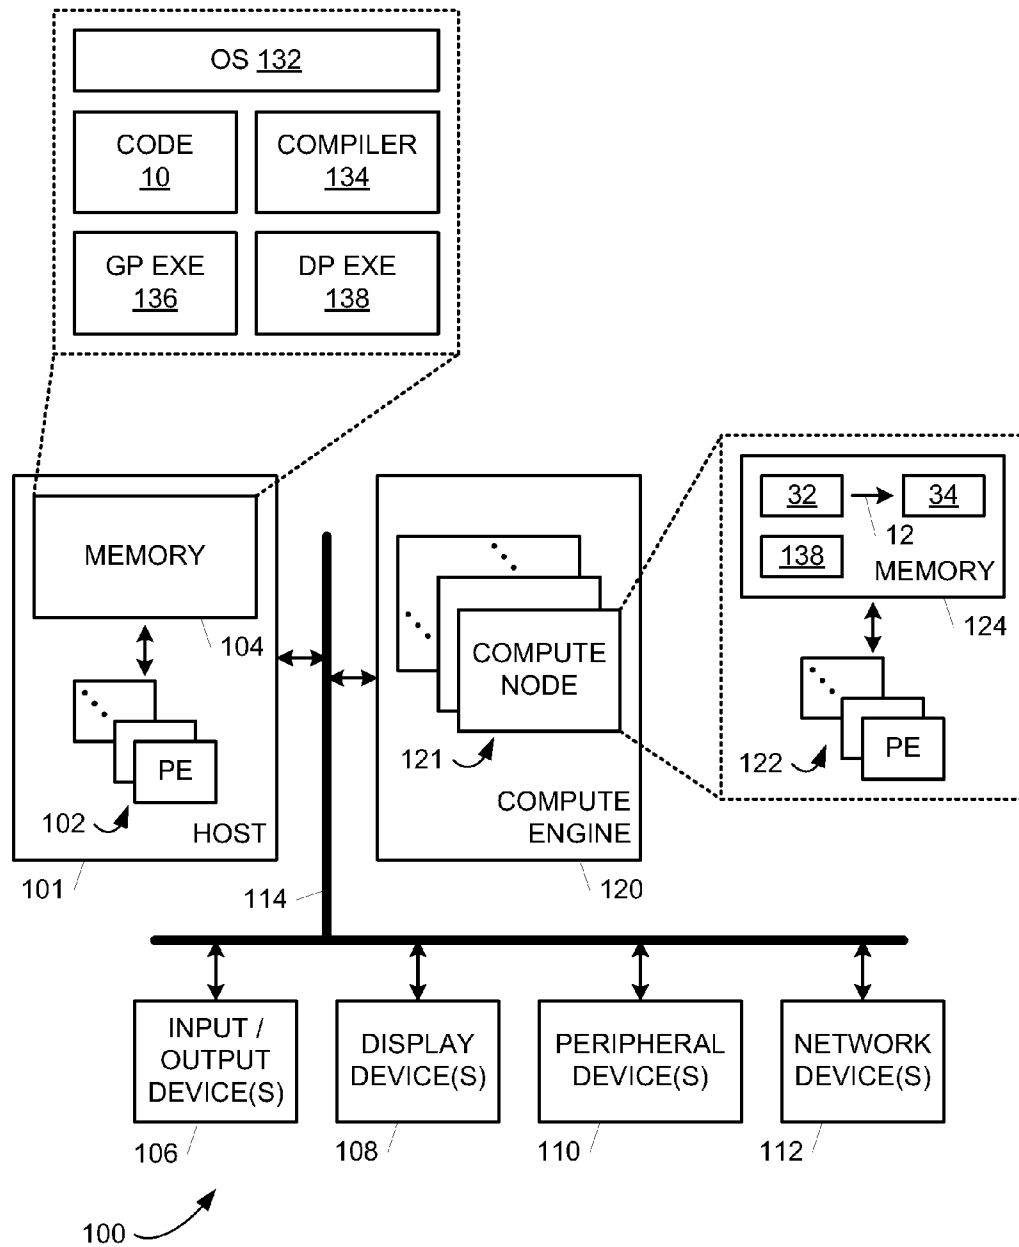 OS 132
CODE
10
COMPILER
134
GP EXE
136
DP EXE
138
MEMORY
104
PE
102
HOST
101
114
COMPUTE
NODE
121
COMPUTE
ENGINE
120
32
34
12
138
MEMORY
124
122
PE
INPUT /
OUTPUT
DEVICE(S)
106
DISPLAY
DEVICE(S)
108
PERIPHERAL
DEVICE(S)
110
NETWORK
DEVICE(S)
112
100